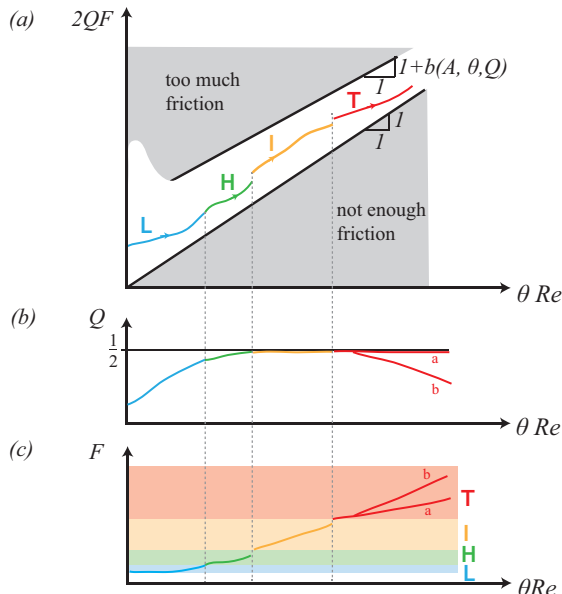 (a)
2QF
too much
friction
1+b(A, θ,Q)
1
T
1
1
I
H
not enough
friction
L
θ Re
(b)
Q
1
2
a
b
θ Re
(c)
F
b
T
a
I
H
L
θRe